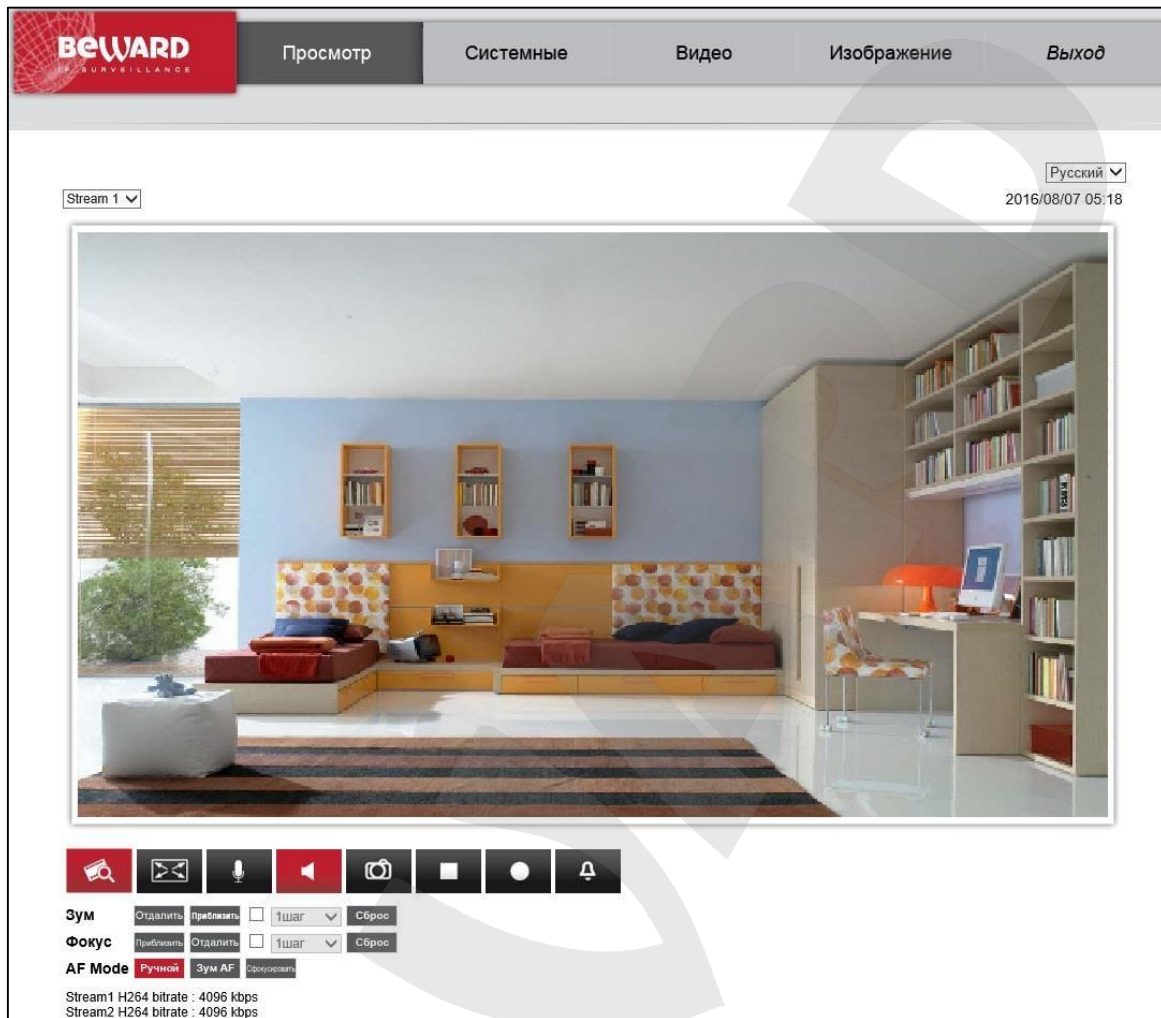 BEWARD
IP SURVEILLANCE
Просмотр
Системные
Видео
Изображение
Выход
Русский
Stream 1
2016/08/07 05:18
Зум Отдалить Приблизить 1шаг Сброс
Фокус Приблизить Отдалить 1шаг Сброс
AF Mode Ручной Зум AF Сфокусировать
Stream1 H264 bitrate : 4096 kbps
Stream2 H264 bitrate : 4096 kbps